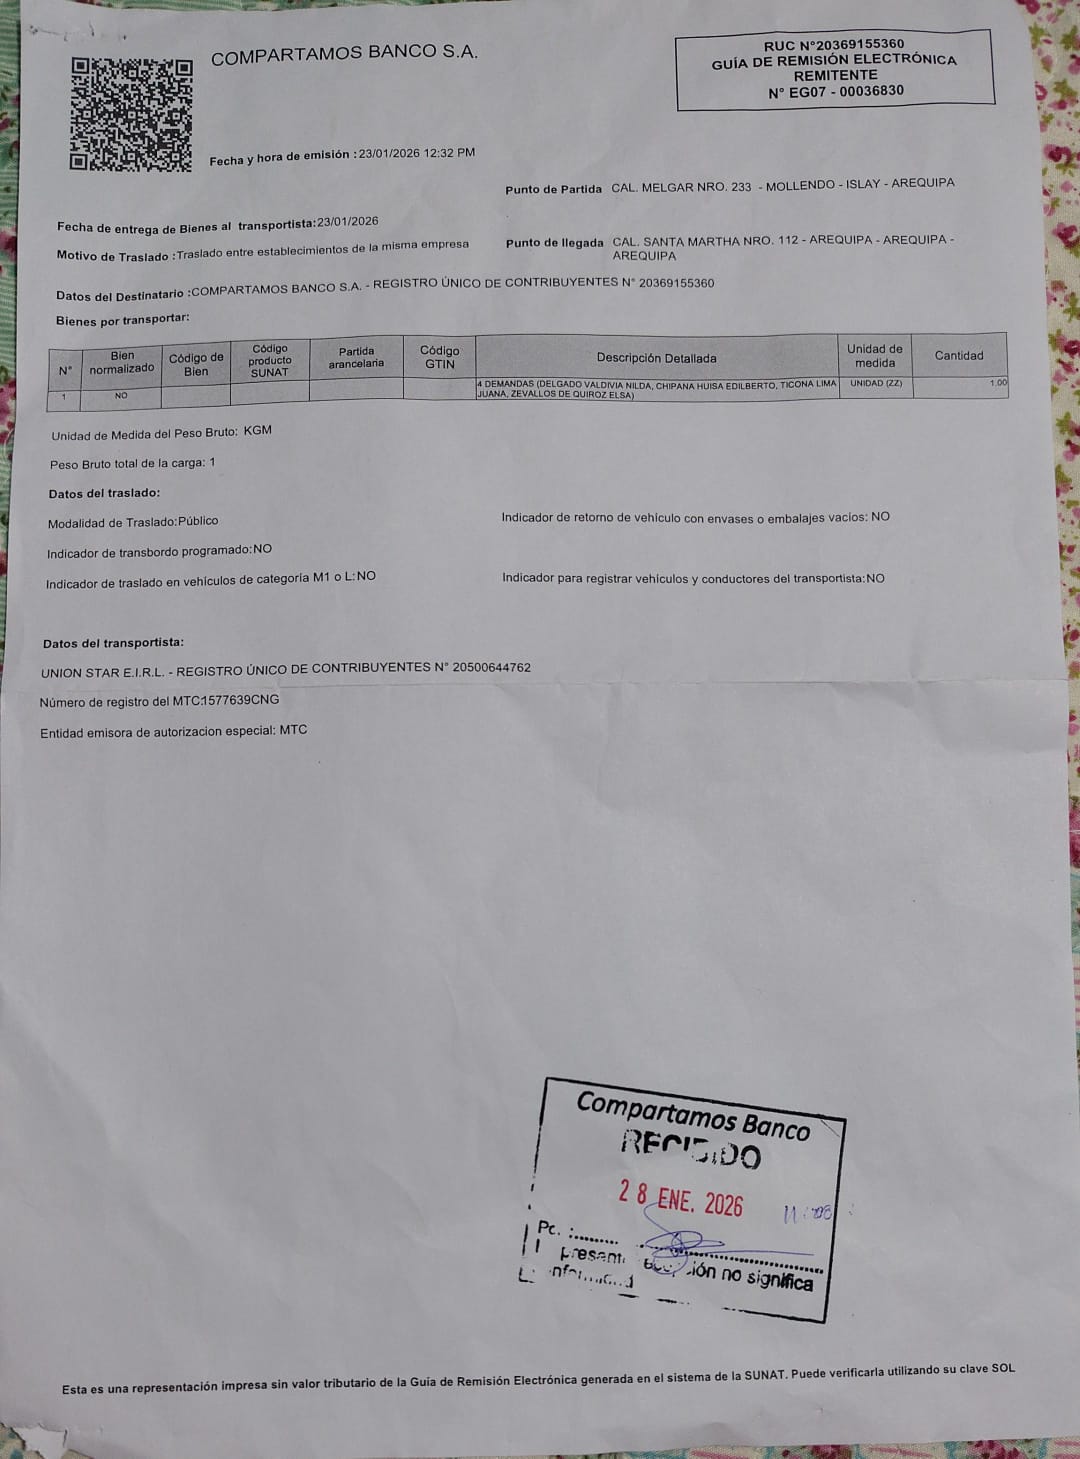 COMPARTAMOS BANCO S.A.
RUC N°20369155360
GUÍA DE REMISIÓN ELECTRÓNICA
REMITENTE
N° EG07 - 00036830
Fecha y hora de emisión :23/01/2026 12:32 PM
Punto de Partida CAL. MELGAR NRO. 233 - MOLLENDO - ISLAY - AREQUIPA
Fecha de entrega de Bienes al transportista:23/01/2026
Motivo de Traslado :Traslado entre establecimientos de la misma empresa
Punto de llegada CAL. SANTA MARTHA NRO. 112 - AREQUIPA - AREQUIPA -
AREQUIPA
Datos del Destinatario :COMPARTAMOS BANCO S.A. - REGISTRO ÚNICO DE CONTRIBUYENTES N° 20369155360
Bienes por transportar:
N° Bien normalizado Código de Bien Código producto SUNAT Partida arancelaria Código GTIN Descripción Detallada Unidad de medida Cantidad
1 NO 4 DEMANDAS (DELGADO VALDIVIA NILDA, CHIPANA HUISA EDILBERTO, TICONA LIMA UNIDAD (ZZ) 1.00
JUANA, ZEVALLOS DE QUIROZ ELSA)
Unidad de Medida del Peso Bruto: KGM
Peso Bruto total de la carga: 1
Datos del traslado:
Modalidad de Traslado:Público
Indicador de retorno de vehículo con envases o embalajes vacíos: NO
Indicador de transbordo programado:NO
Indicador de traslado en vehículos de categoría M1 o L:NO
Indicador para registrar vehículos y conductores del transportista:NO
Datos del transportista:
UNION STAR E.I.R.L. - REGISTRO ÚNICO DE CONTRIBUYENTES N° 20500644762
Número de registro del MTC:1577639CNG
Entidad emisora de autorizacion especial: MTC
Compartamos Banco
RECIBIDO
28 ENE. 2026
no significa
Esta es una representación impresa sin valor tributario de la Guía de Remisión Electrónica generada en el sistema de la SUNAT. Puede verificarla utilizando su clave SOL